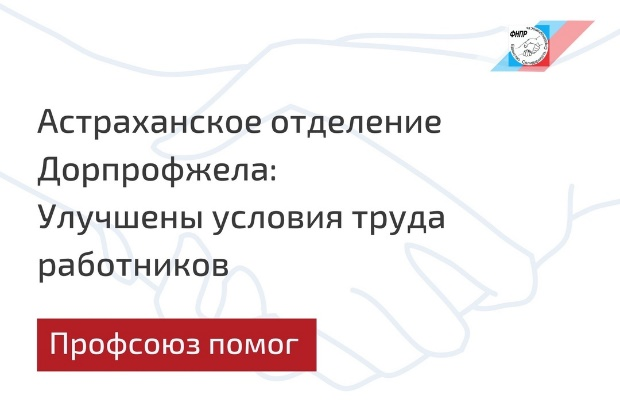 ФНПР
Астраханское отделение
Дорпрофжела:
Улучшены условия труда
работников
Профсоюз помог